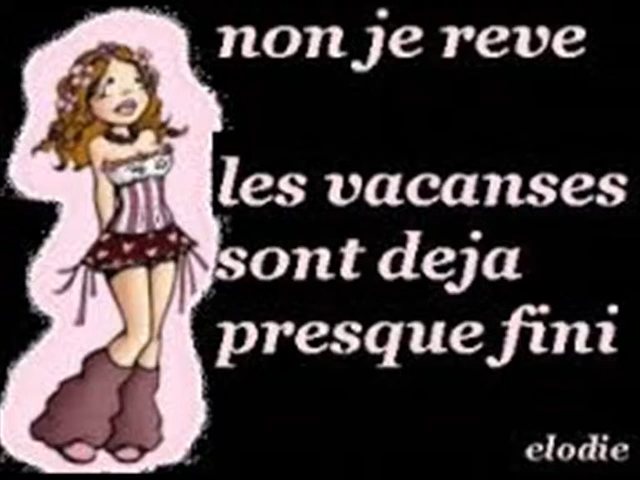 non je reve
les vacanses
sont deja
presque fini
elodie